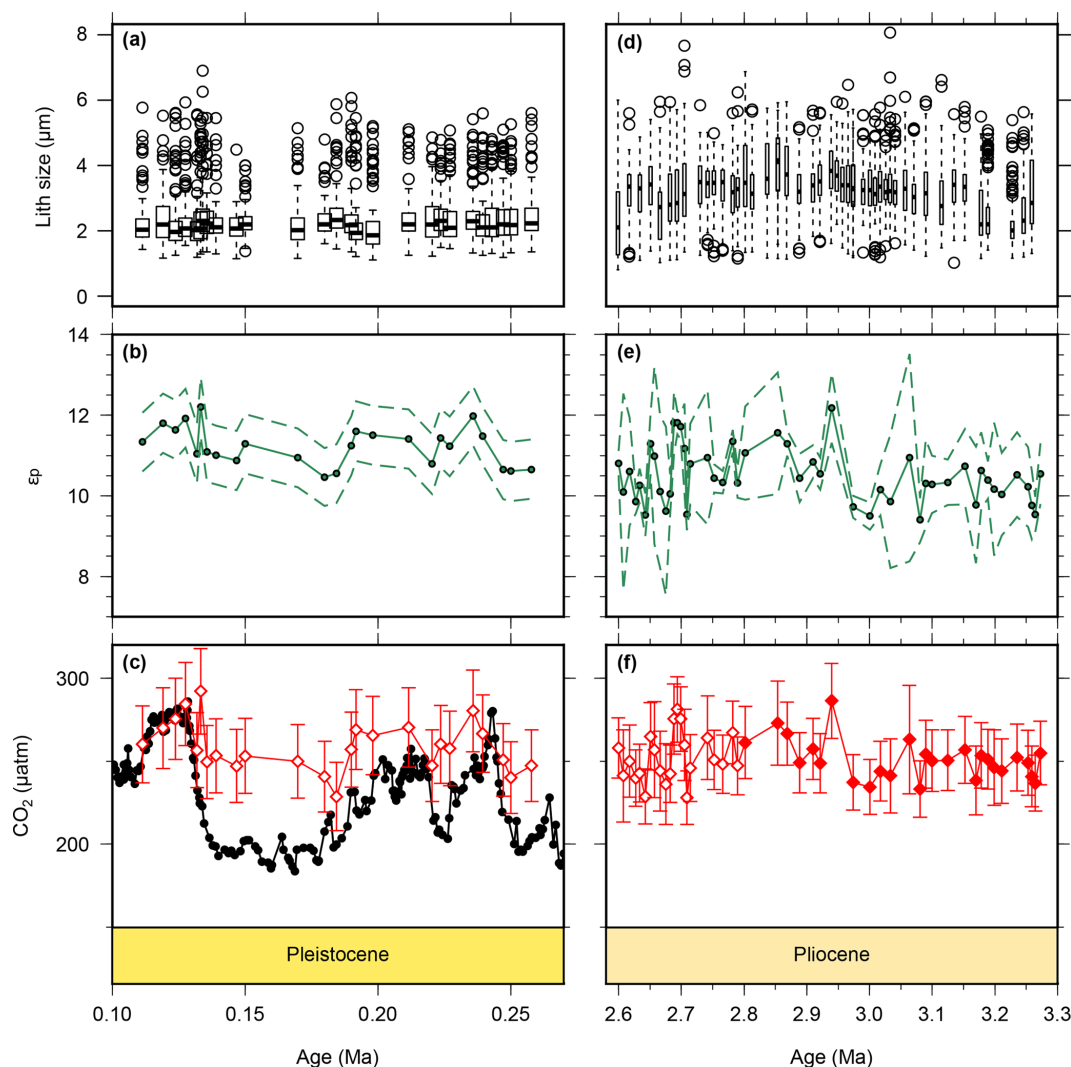 (a)
(d)
Lith size (μm)
8
6
4
2
0
(b)
(e)
εp
14
12
10
8
(c)
(f)
CO₂ (μatm)
300
200
Pleistocene
Pliocene
0.10 0.15 0.20 0.25
2.6 2.7 2.8 2.9 3.0 3.1 3.2 3.3
Age (Ma)
Age (Ma)